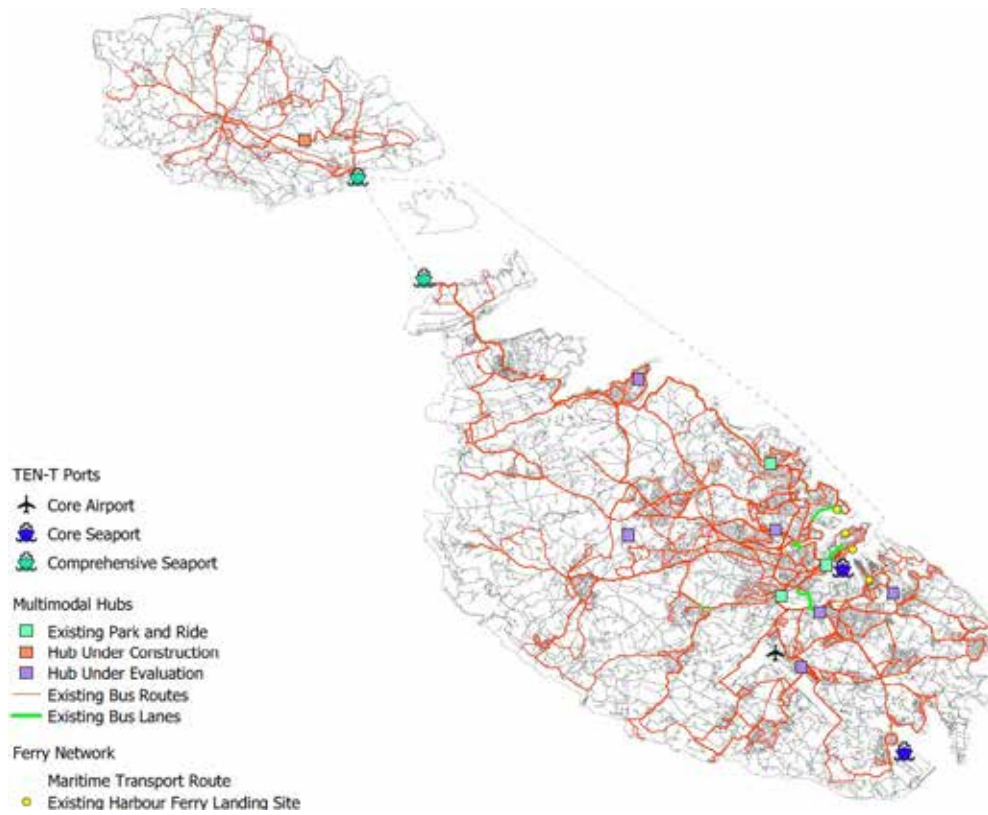 TEN-T Ports
Core Airport
Core Seaport
Comprehensive Seaport
Multimodal Hubs
Existing Park and Ride
Hub Under Construction
Hub Under Evaluation
Existing Bus Routes
Existing Bus Lanes
Ferry Network
Maritime Transport Route
Existing Harbour Ferry Landing Site